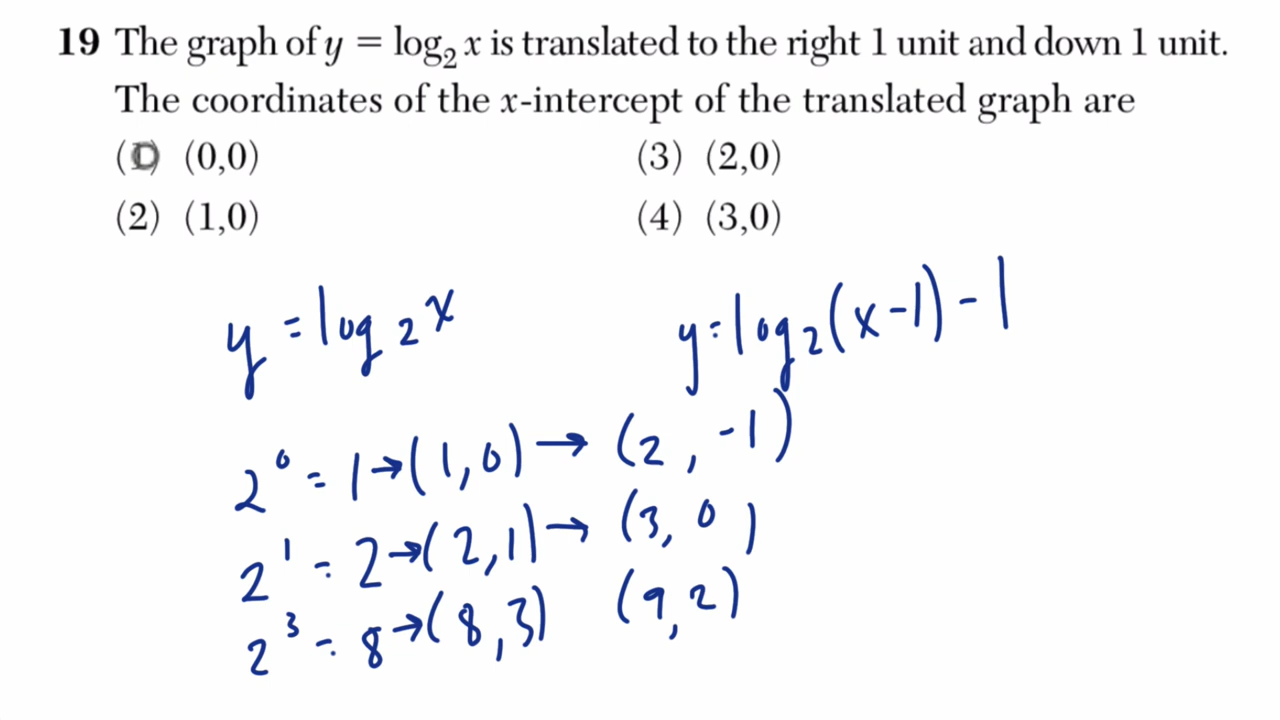 19 The graph of y = log₂ x is translated to the right 1 unit and down 1 unit.
The coordinates of the x-intercept of the translated graph are
(1) (0,0) (3) (2,0)
(2) (1,0) (4) (3,0)
y = log₂ x y = log₂(x-1) - 1
2⁰ = 1 → (1,0) → (2, -1)
2¹ = 2 → (2,1) → (3, 0)
2³ = 8 → (8,3) (9,2)